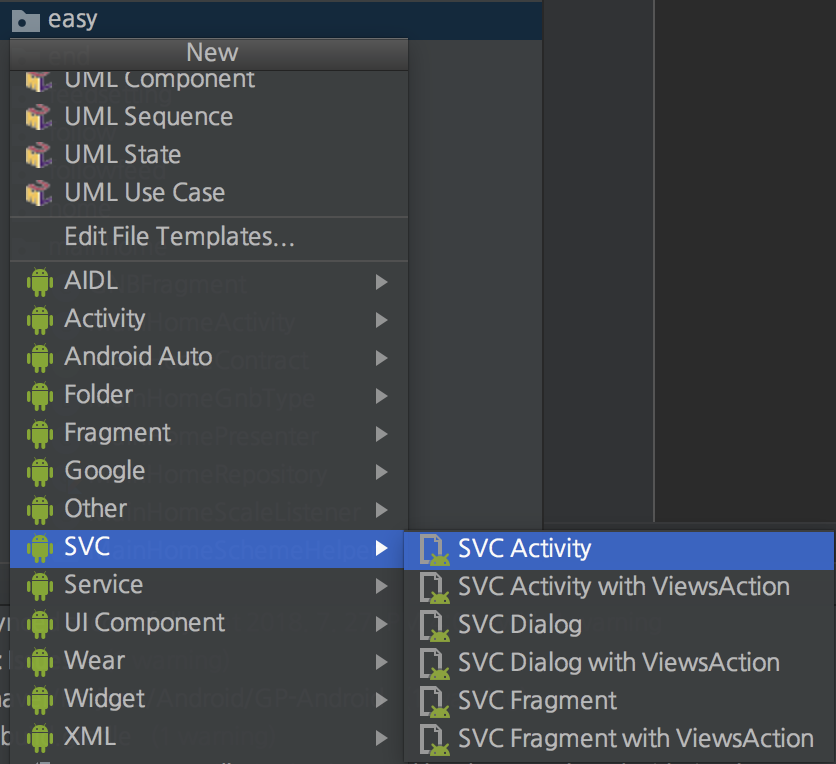 easy
New
UML Component
UML Sequence
UML State
UML Use Case
Edit File Templates...
AIDL
Activity
Android Auto
Folder
Fragment
Google
Other
SVC
SVC Activity
Service
SVC Activity with ViewsAction
UI Component
SVC Dialog
Wear
SVC Dialog with ViewsAction
Widget
SVC Fragment
XML
SVC Fragment with ViewsAction